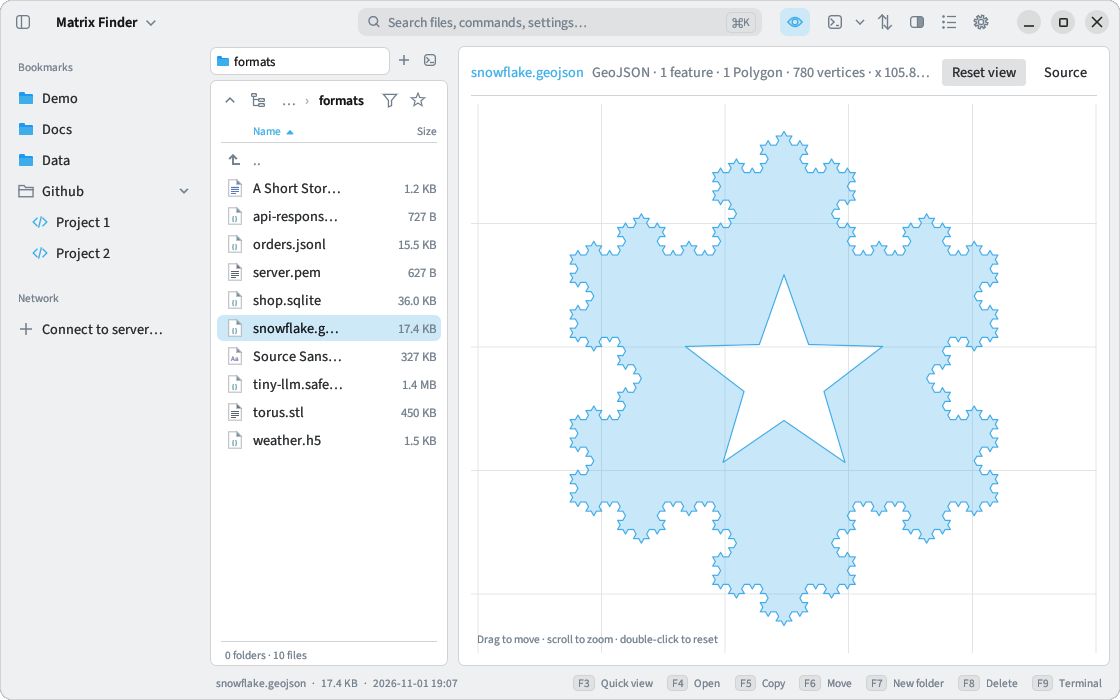 Matrix Finder
Search files, commands, settings… ⌘K
Bookmarks
Demo
Docs
Data
Github
Project 1
Project 2
Network
Connect to server…
formats
… › formats
Name Size
..
A Short Stor… 1.2 KB
api-respons… 727 B
orders.jsonl 15.5 KB
server.pem 627 B
shop.sqlite 36.0 KB
snowflake.g… 17.4 KB
Source Sans… 327 KB
tiny-llm.safe… 1.4 MB
torus.stl 450 KB
weather.h5 1.5 KB
0 folders · 10 files
snowflake.geojson GeoJSON · 1 feature · 1 Polygon · 780 vertices · x 105.8… Reset view Source
Drag to move · scroll to zoom · double-click to reset
snowflake.geojson · 17.4 KB · 2026-11-01 19:07
F3 Quick view F4 Open F5 Copy F6 Move F7 New folder F8 Delete F9 Terminal